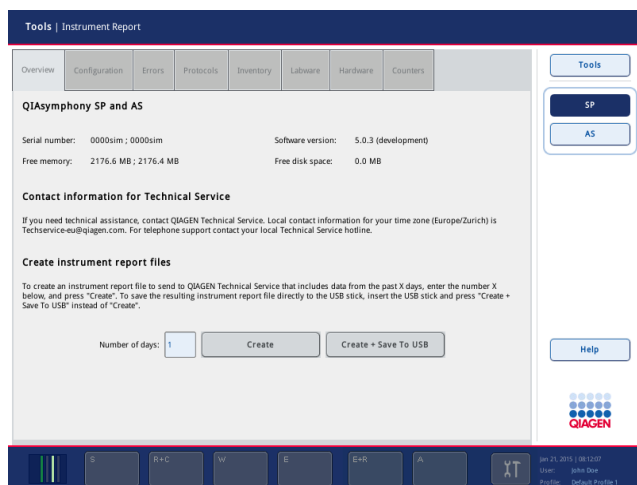 Tools | Instrument Report
Overview
Configuration
Errors
Protocols
Inventory
Labware
Hardware
Counters
Tools
SP
AS
QIAsymphony SP and AS
Serial number: 0000sim ; 0000sim
Software version: 5.0.3 (development)
Free memory: 2176.6 MB ; 2176.4 MB
Free disk space: 0.0 MB
Contact information for Technical Service
If you need technical assistance, contact QIAGEN Technical Service. Local contact information for your time zone (Europe/Zurich) is
Techservice-eu@qiagen.com. For telephone support contact your local Technical Service hotline.
Create instrument report files
To create an instrument report file to send to QIAGEN Technical Service that includes data from the past X days, enter the number X
below, and press "Create". To save the resulting instrument report file directly to the USB stick, insert the USB stick and press "Create +
Save To USB" instead of "Create".
Number of days: 1
Create
Create + Save To USB
Help
QIAGEN
S
R+C
W
E
E+R
A
Jan 21, 2015 | 08:12:07
User: John Doe
Profile: Default Profile 1